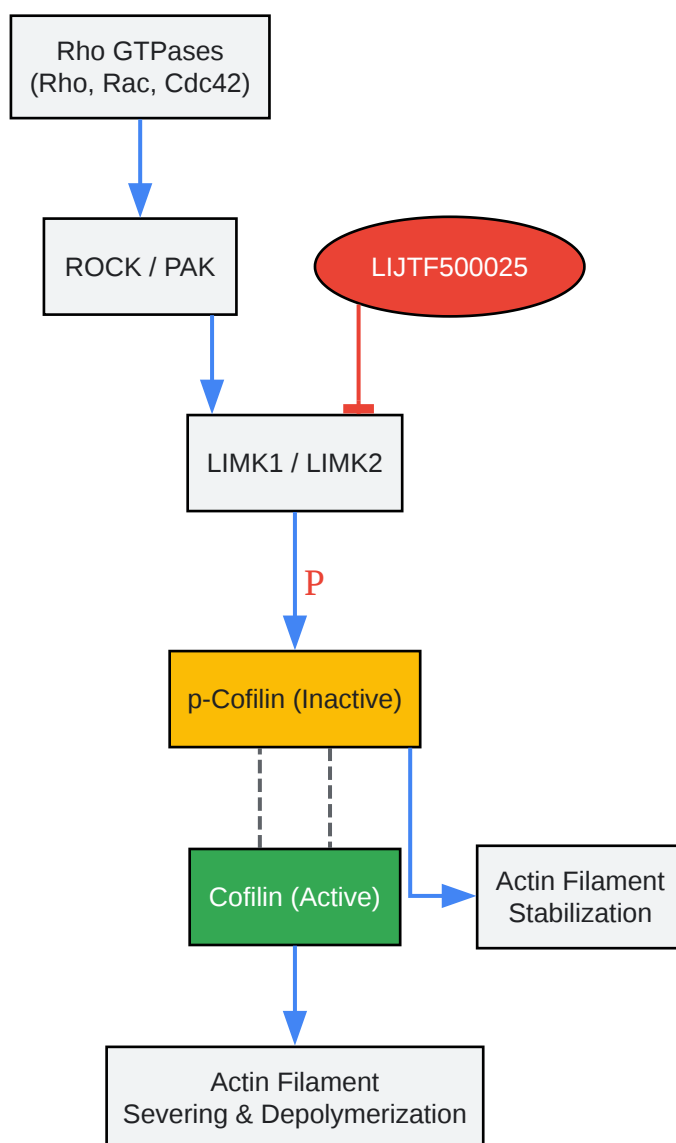 Rho GTPases
(Rho, Rac, Cdc42)
ROCK / PAK
LIJTF500025
LIMK1 / LIMK2
P
p-Cofilin (Inactive)
Cofilin (Active)
Actin Filament
Stabilization
Actin Filament
Severing & Depolymerization